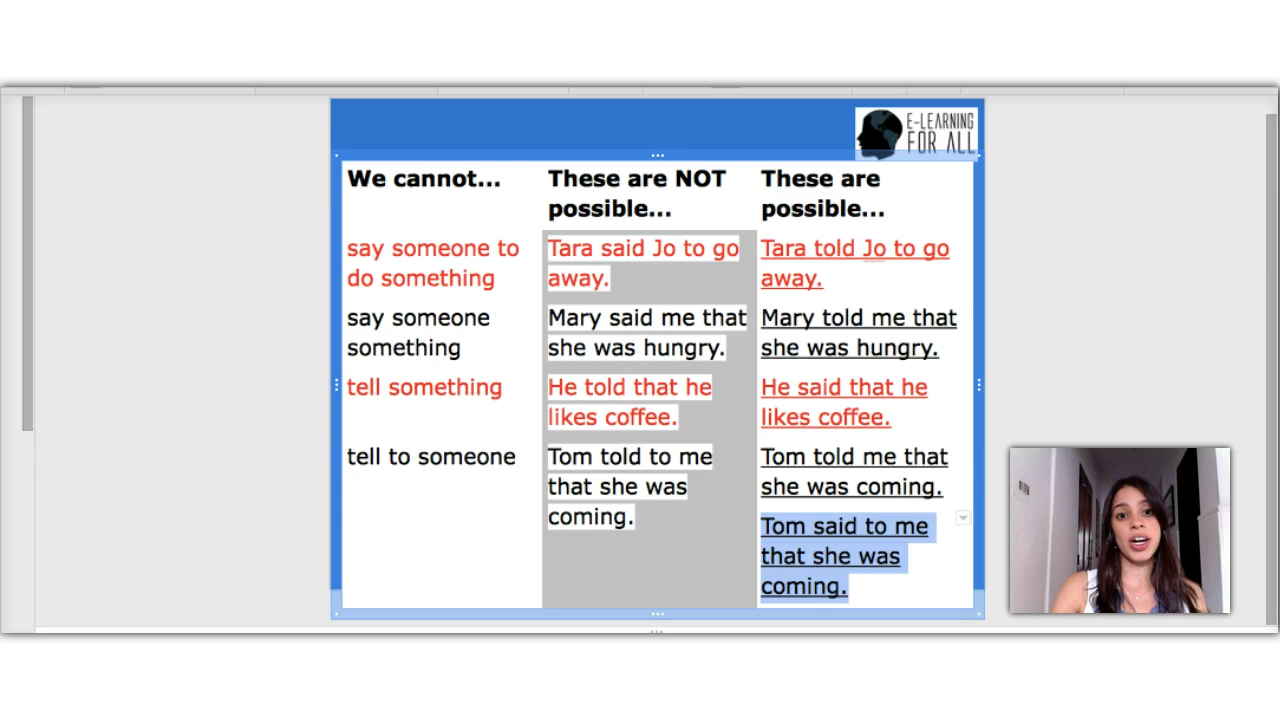 E-LEARNING
FOR ALL
We cannot...
These are NOT
possible...
These are
possible...
say someone to
do something
Tara said Jo to go
away.
Tara told Jo to go
away.
say someone
something
Mary said me that
she was hungry.
Mary told me that
she was hungry.
tell something
He told that he
likes coffee.
He said that he
likes coffee.
tell to someone
Tom told to me
that she was
coming.
Tom told me that
she was coming.
Tom said to me
that she was
coming.